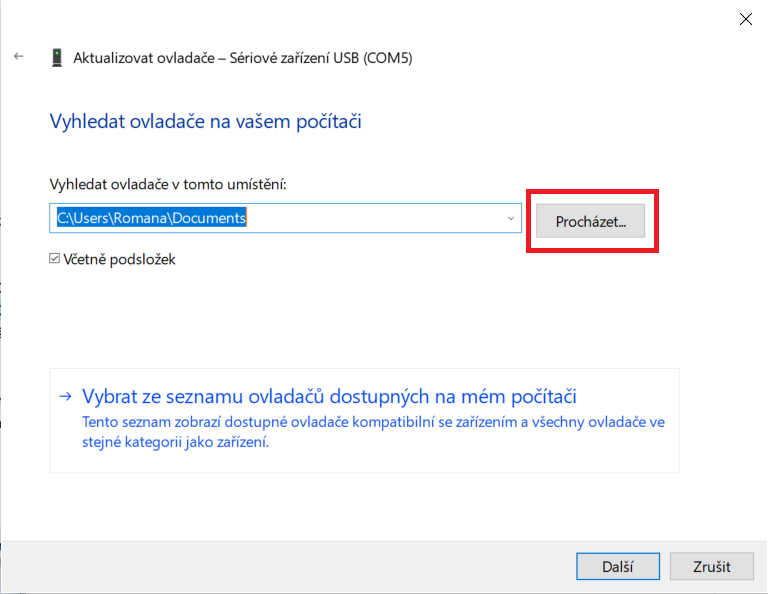 Aktualizovat ovladače – Sériové zařízení USB (COM5)
Vyhledat ovladače na vašem počítači
Vyhledat ovladače v tomto umístění:
C:\Users\Romana\Documents
Procházet...
Včetně podsložek
Vybrat ze seznamu ovladačů dostupných na mém počítači
Tento seznam zobrazí dostupné ovladače kompatibilní se zařízením a všechny ovladače ve
stejné kategorii jako zařízení.
Další
Zrušit